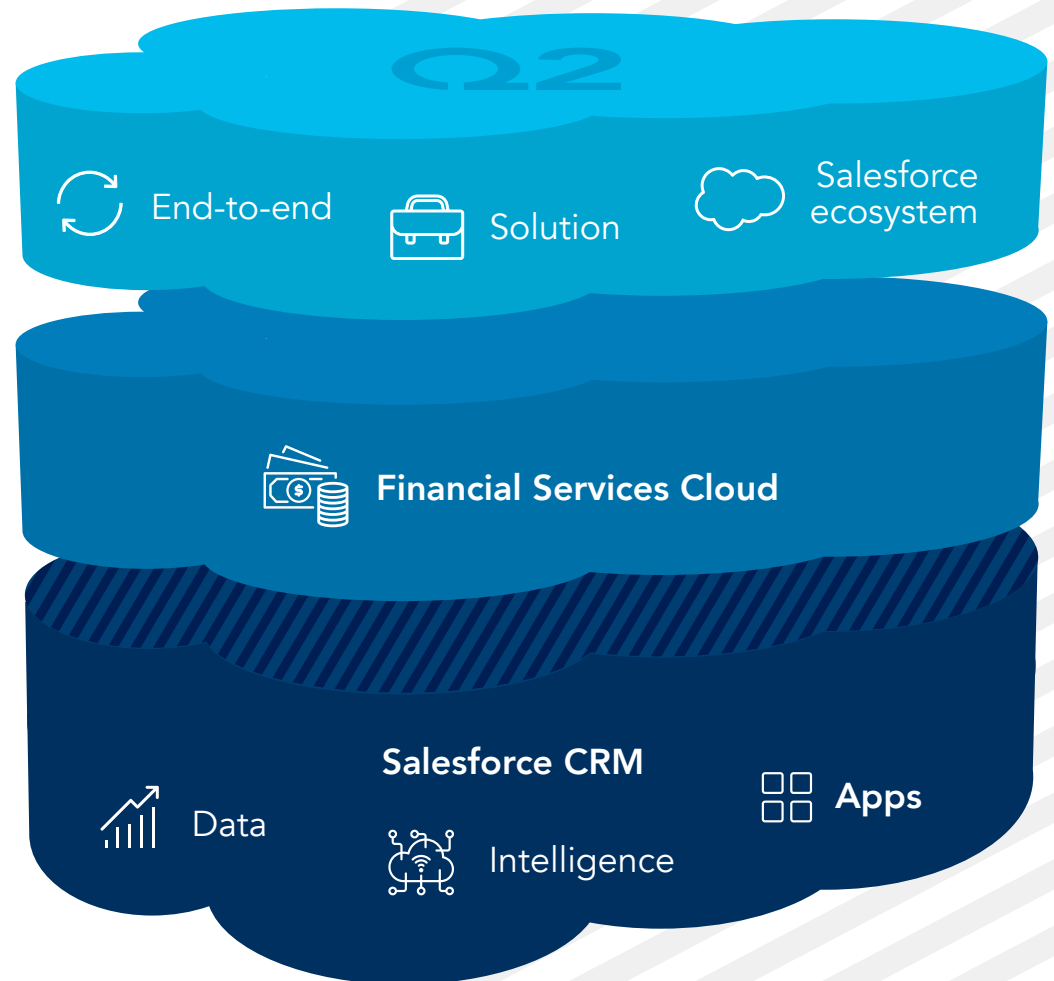 Q2
End-to-end
Solution
Salesforce
ecosystem
Financial Services Cloud
Salesforce CRM
Data
Intelligence
Apps